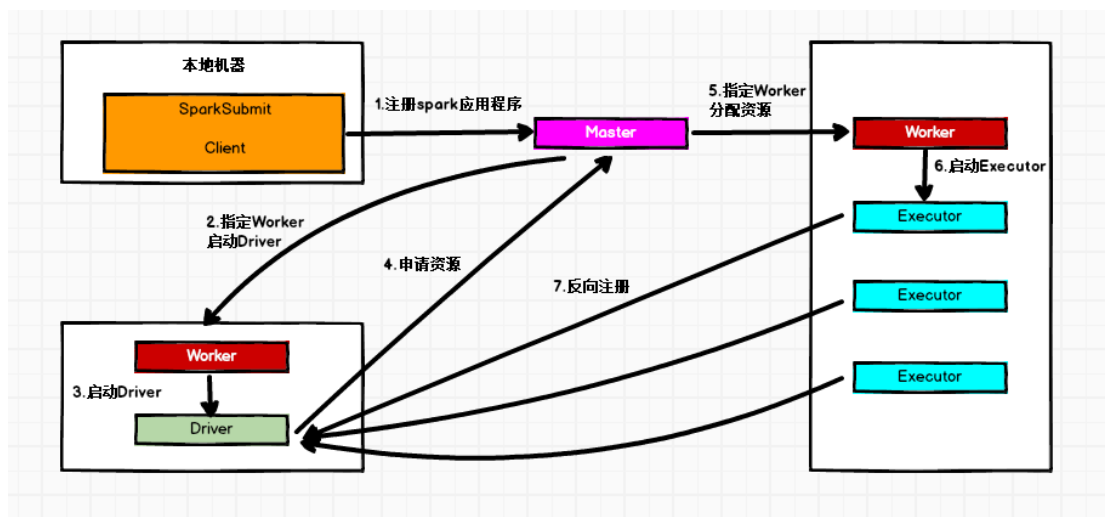 本地机器
SparkSubmit
Client
1.注册spark应用程序
Master
5.指定Worker
分配资源
Worker
6.启动Executor
Executor
2.指定Worker
启动Driver
4.申请资源
7.反向注册
Executor
Worker
3.启动Driver
Executor
Driver